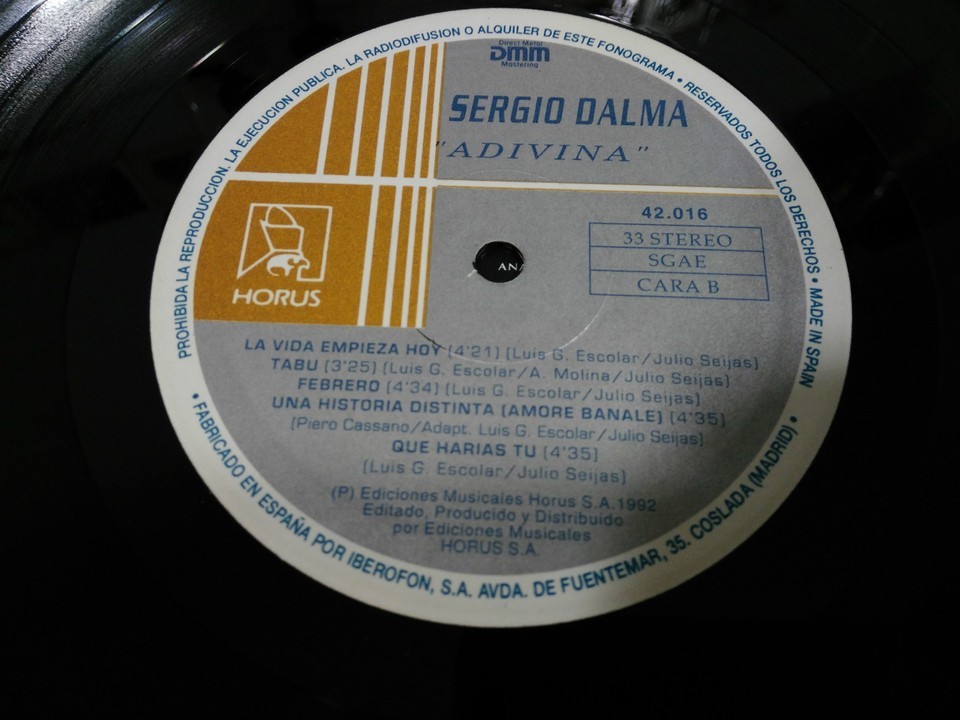 PROHIBIDA LA REPRODUCCION. LA EJECUCION PUBLICA. LA RADIODIFUSION O ALQUILER DE ESTE FONOGRAMA • RESERVADOS TODOS LOS DERECHOS • MADE IN SPAIN
Direct Metal
DMM
Mastering
SERGIO DALMA
"ADIVINA"
HORUS
42.016
33 STEREO
SGAE
CARA B
AN
LA VIDA EMPIEZA HOY (4'21) (Luis G. Escolar/Julio Seijas)
TABU (3'25) (Luis G. Escolar/A. Molina/Julio Seijas)
FEBRERO (4'34) (Luis G. Escolar/Julio Seijas)
UNA HISTORIA DISTINTA (AMORE BANALE) (4'35)
(Piero Cassano/Adapt. Luis G. Escolar/Julio Seijas)
QUE HARIAS TU (4'35)
(Luis G. Escolar/Julio Seijas)
(P) Ediciones Musicales Horus S.A. 1992
Editado, Producido y Distribuido
por Ediciones Musicales
HORUS S.A.
• FABRICADO EN ESPAÑA POR IBEROFON, S.A. AVDA. DE FUENTEMAR, 35. COSLADA (MADRID) •